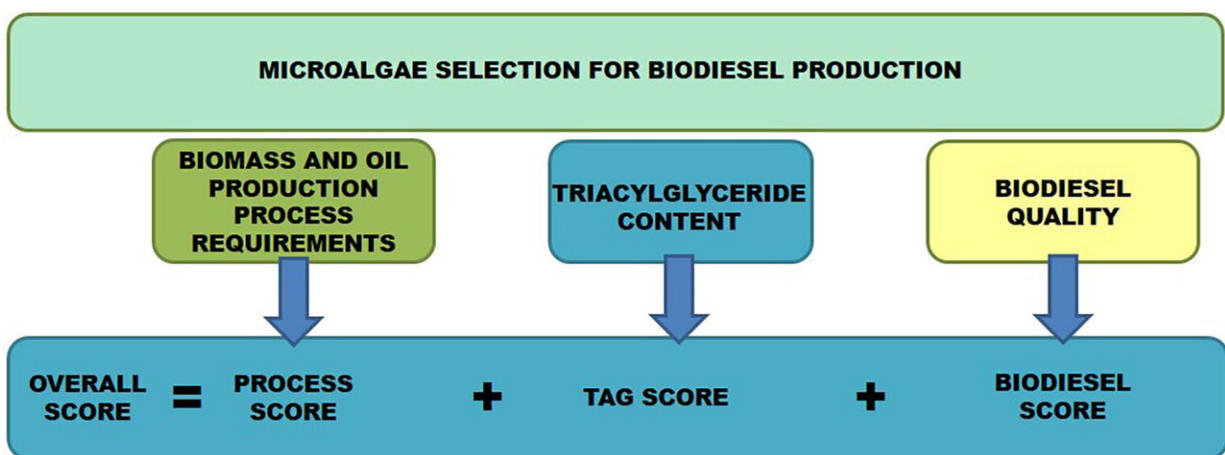 MICROALGAE SELECTION FOR BIODIESEL PRODUCTION
BIOMASS AND OIL
PRODUCTION
PROCESS
REQUIREMENTS
TRIACYLGLYCERIDE
CONTENT
BIODIESEL
QUALITY
OVERALL
SCORE
=
PROCESS
SCORE
+
TAG SCORE
+
BIODIESEL
SCORE